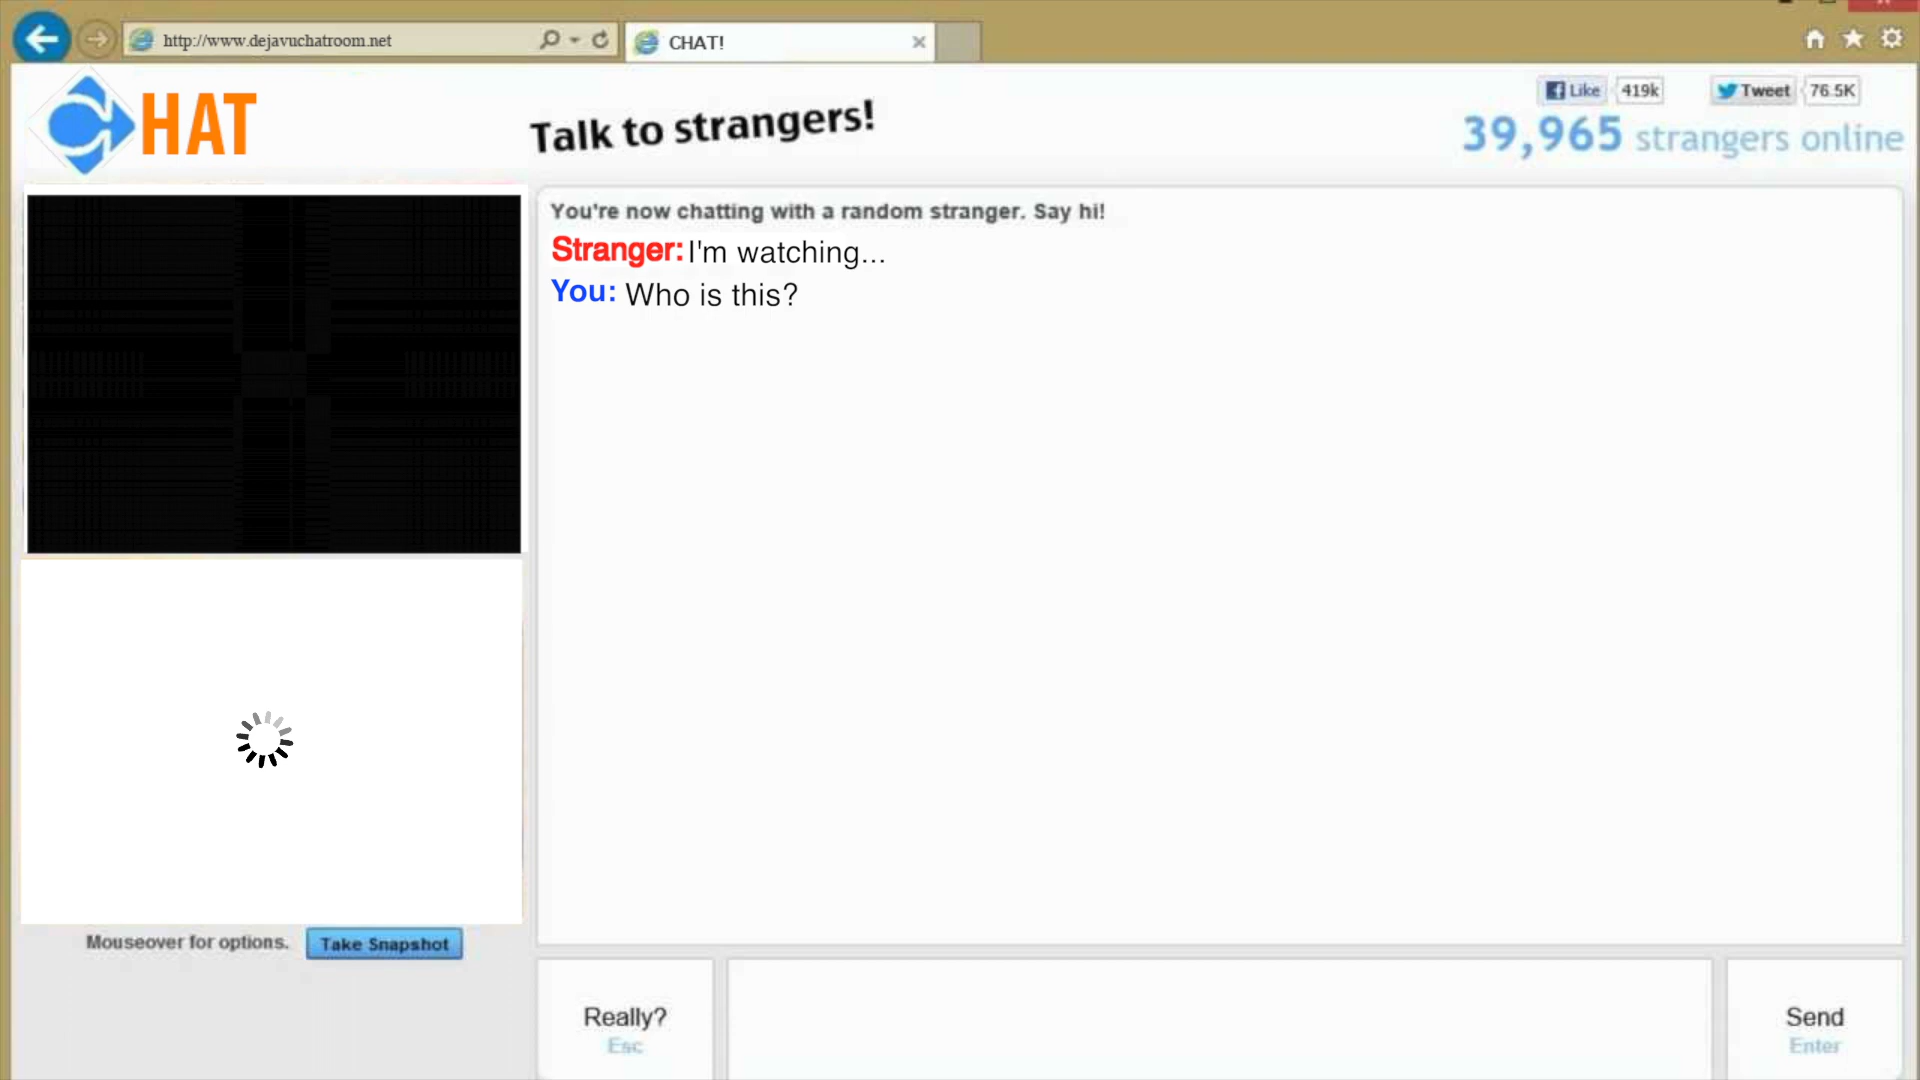 http://www.dejavuchatroom.net
CHAT!
Like 419k Tweet 76.5K
CHAT
Talk to strangers!
39,965 strangers online
You're now chatting with a random stranger. Say hi!
Stranger: I'm watching...
You: Who is this?
Mouseover for options. Take Snapshot
Really?
Esc
Send
Enter